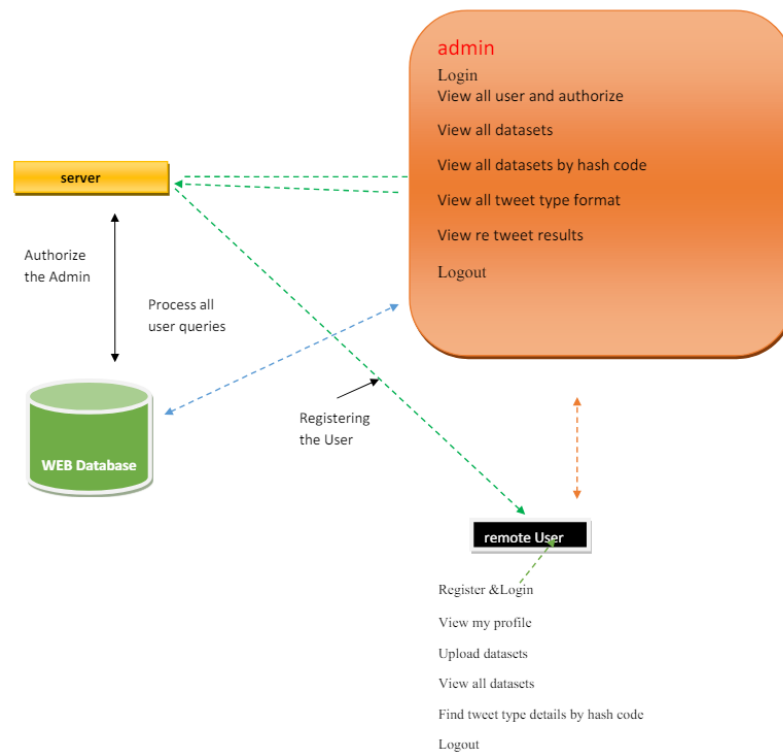 admin
Login
View all user and authorize
View all datasets
View all datasets by hash code
View all tweet type format
View re tweet results
Logout
server
Authorize
the Admin
Process all
user queries
Registering
the User
WEB Database
remote User
Register &Login
View my profile
Upload datasets
View all datasets
Find tweet type details by hash code
Logout